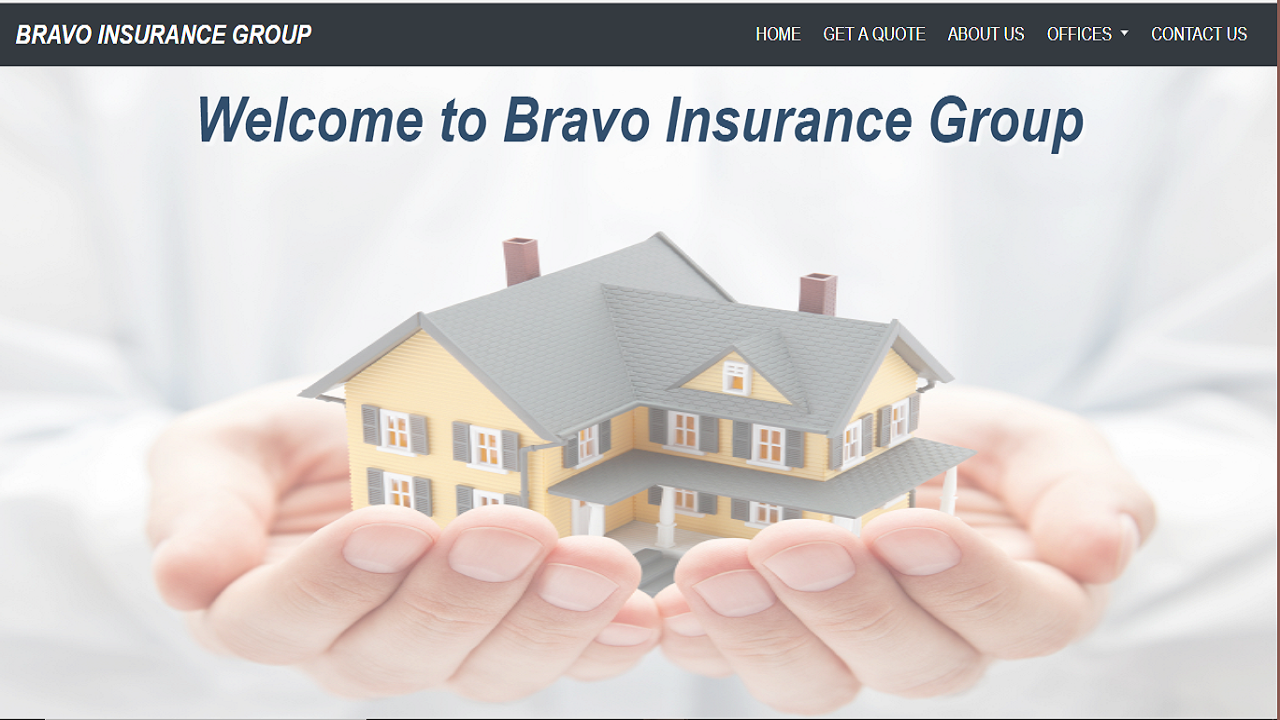 BRAVO INSURANCE GROUP
HOME GET A QUOTE ABOUT US OFFICES CONTACT US
Welcome to Bravo Insurance Group